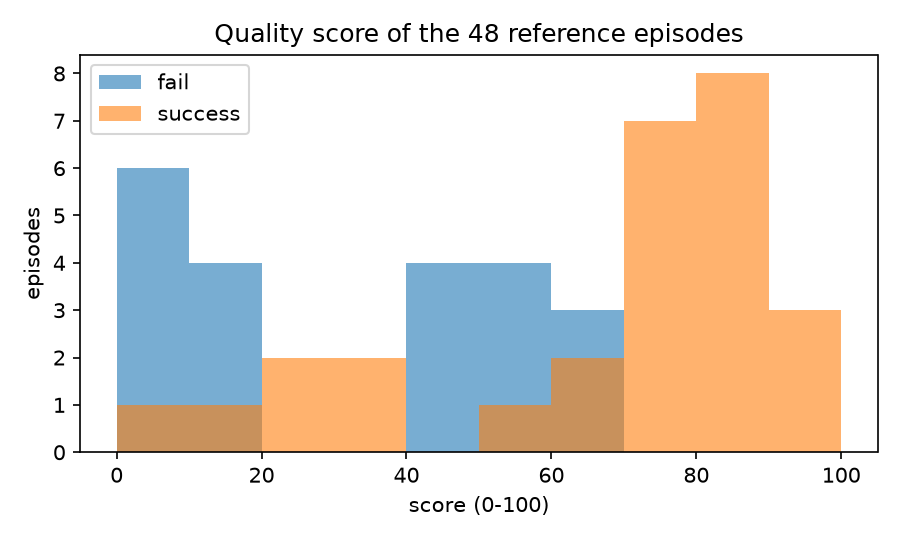 Quality score of the 48 reference episodes
fail
success
8
7
6
5
4
3
2
1
0
episodes
0 20 40 60 80 100
score (0-100)